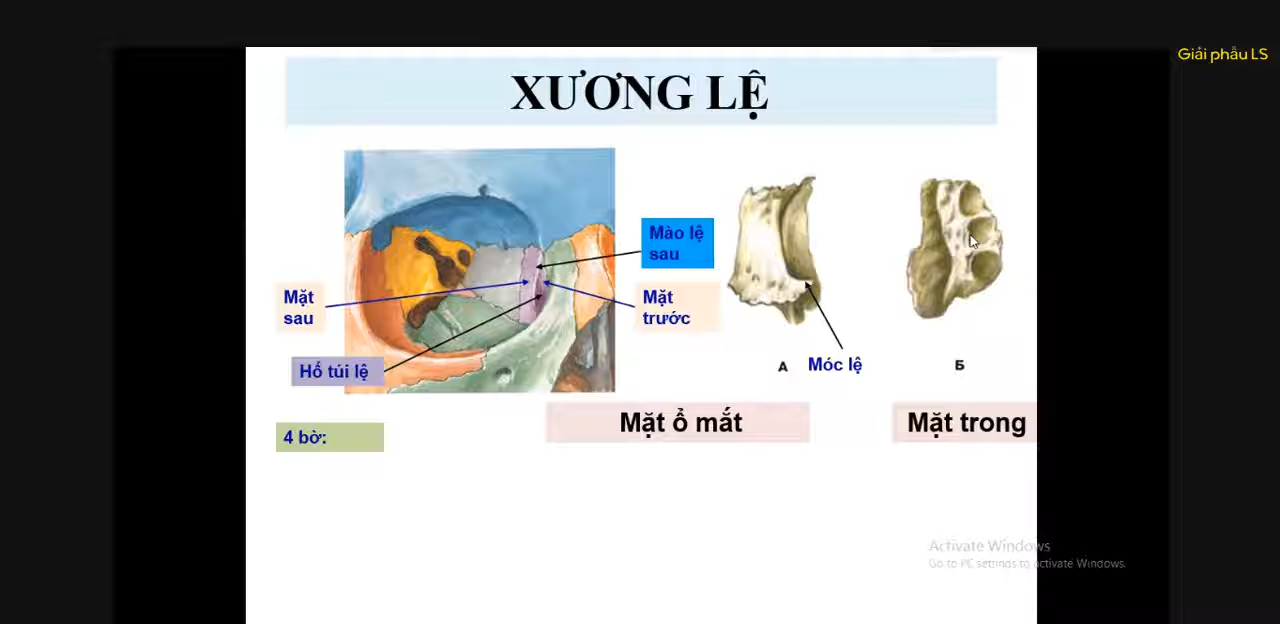 Giải phẫu LS
XƯƠNG LỆ
Mào lệ
sau
Mặt
sau
Mặt
trước
Hố túi lệ
A
Móc lệ
Б
Mặt ổ mắt
Mặt trong
4 bờ:
Activate Windows
Go to PC settings to activate Windows.